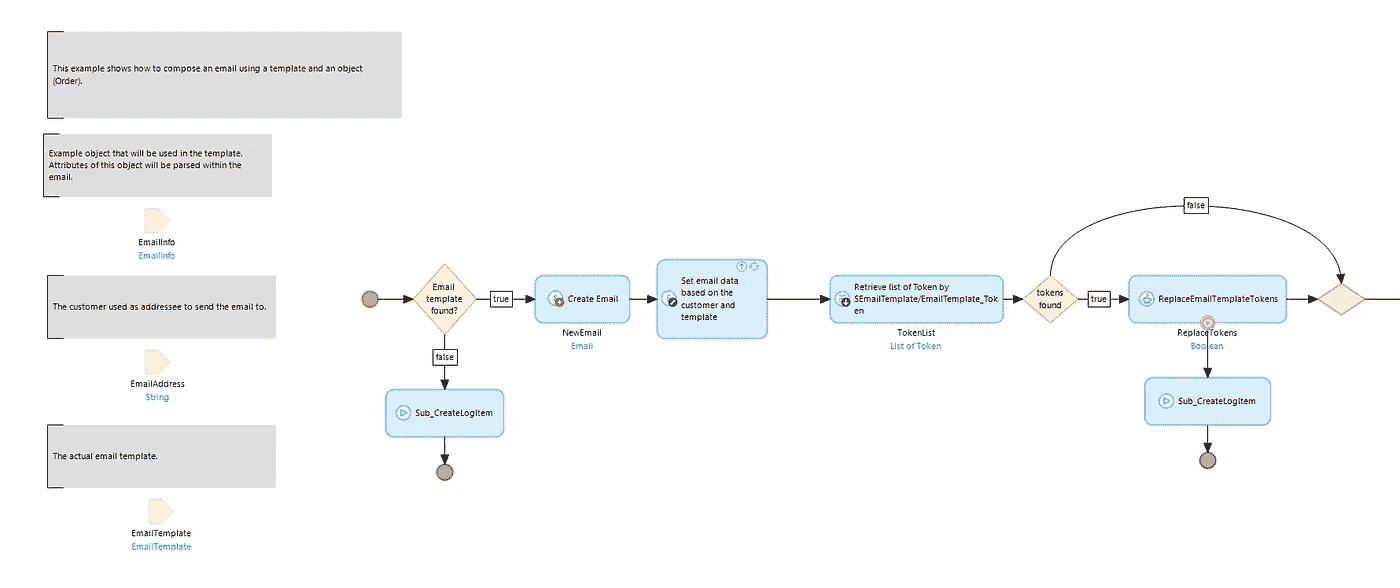 This example shows how to compose an email using a template and an object
(Order).
Example object that will be used in the template.
Attributes of this object will be parsed within the
email.
EmailInfo
EmailInfo
The customer used as addressee to send the email to.
EmailAddress
String
The actual email template.
EmailTemplate
EmailTemplate
Email
template
found?
true
false
Sub_CreateLogItem
Create Email
NewEmail
Email
Set email data
based on the
customer and
template
Retrieve list of Token by
$EmailTemplate/EmailTemplate_Tok
en
TokenList
List of Token
tokens
found
false
true
ReplaceEmailTemplateTokens
ReplaceTokens
Boolean
Sub_CreateLogItem